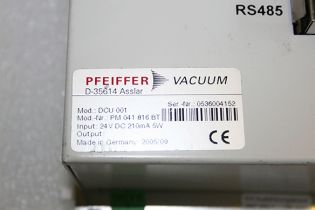 RS485
PFEIFFER VACUUM
D-35614 Asslar
Ser.-Nr.: 0536004152
Mod.: DCU 001
Mod.-Nr.: PM 041 816 BT
Input: 24V DC 210mA 5W
Output:
Made in Germany 2005/09
CE